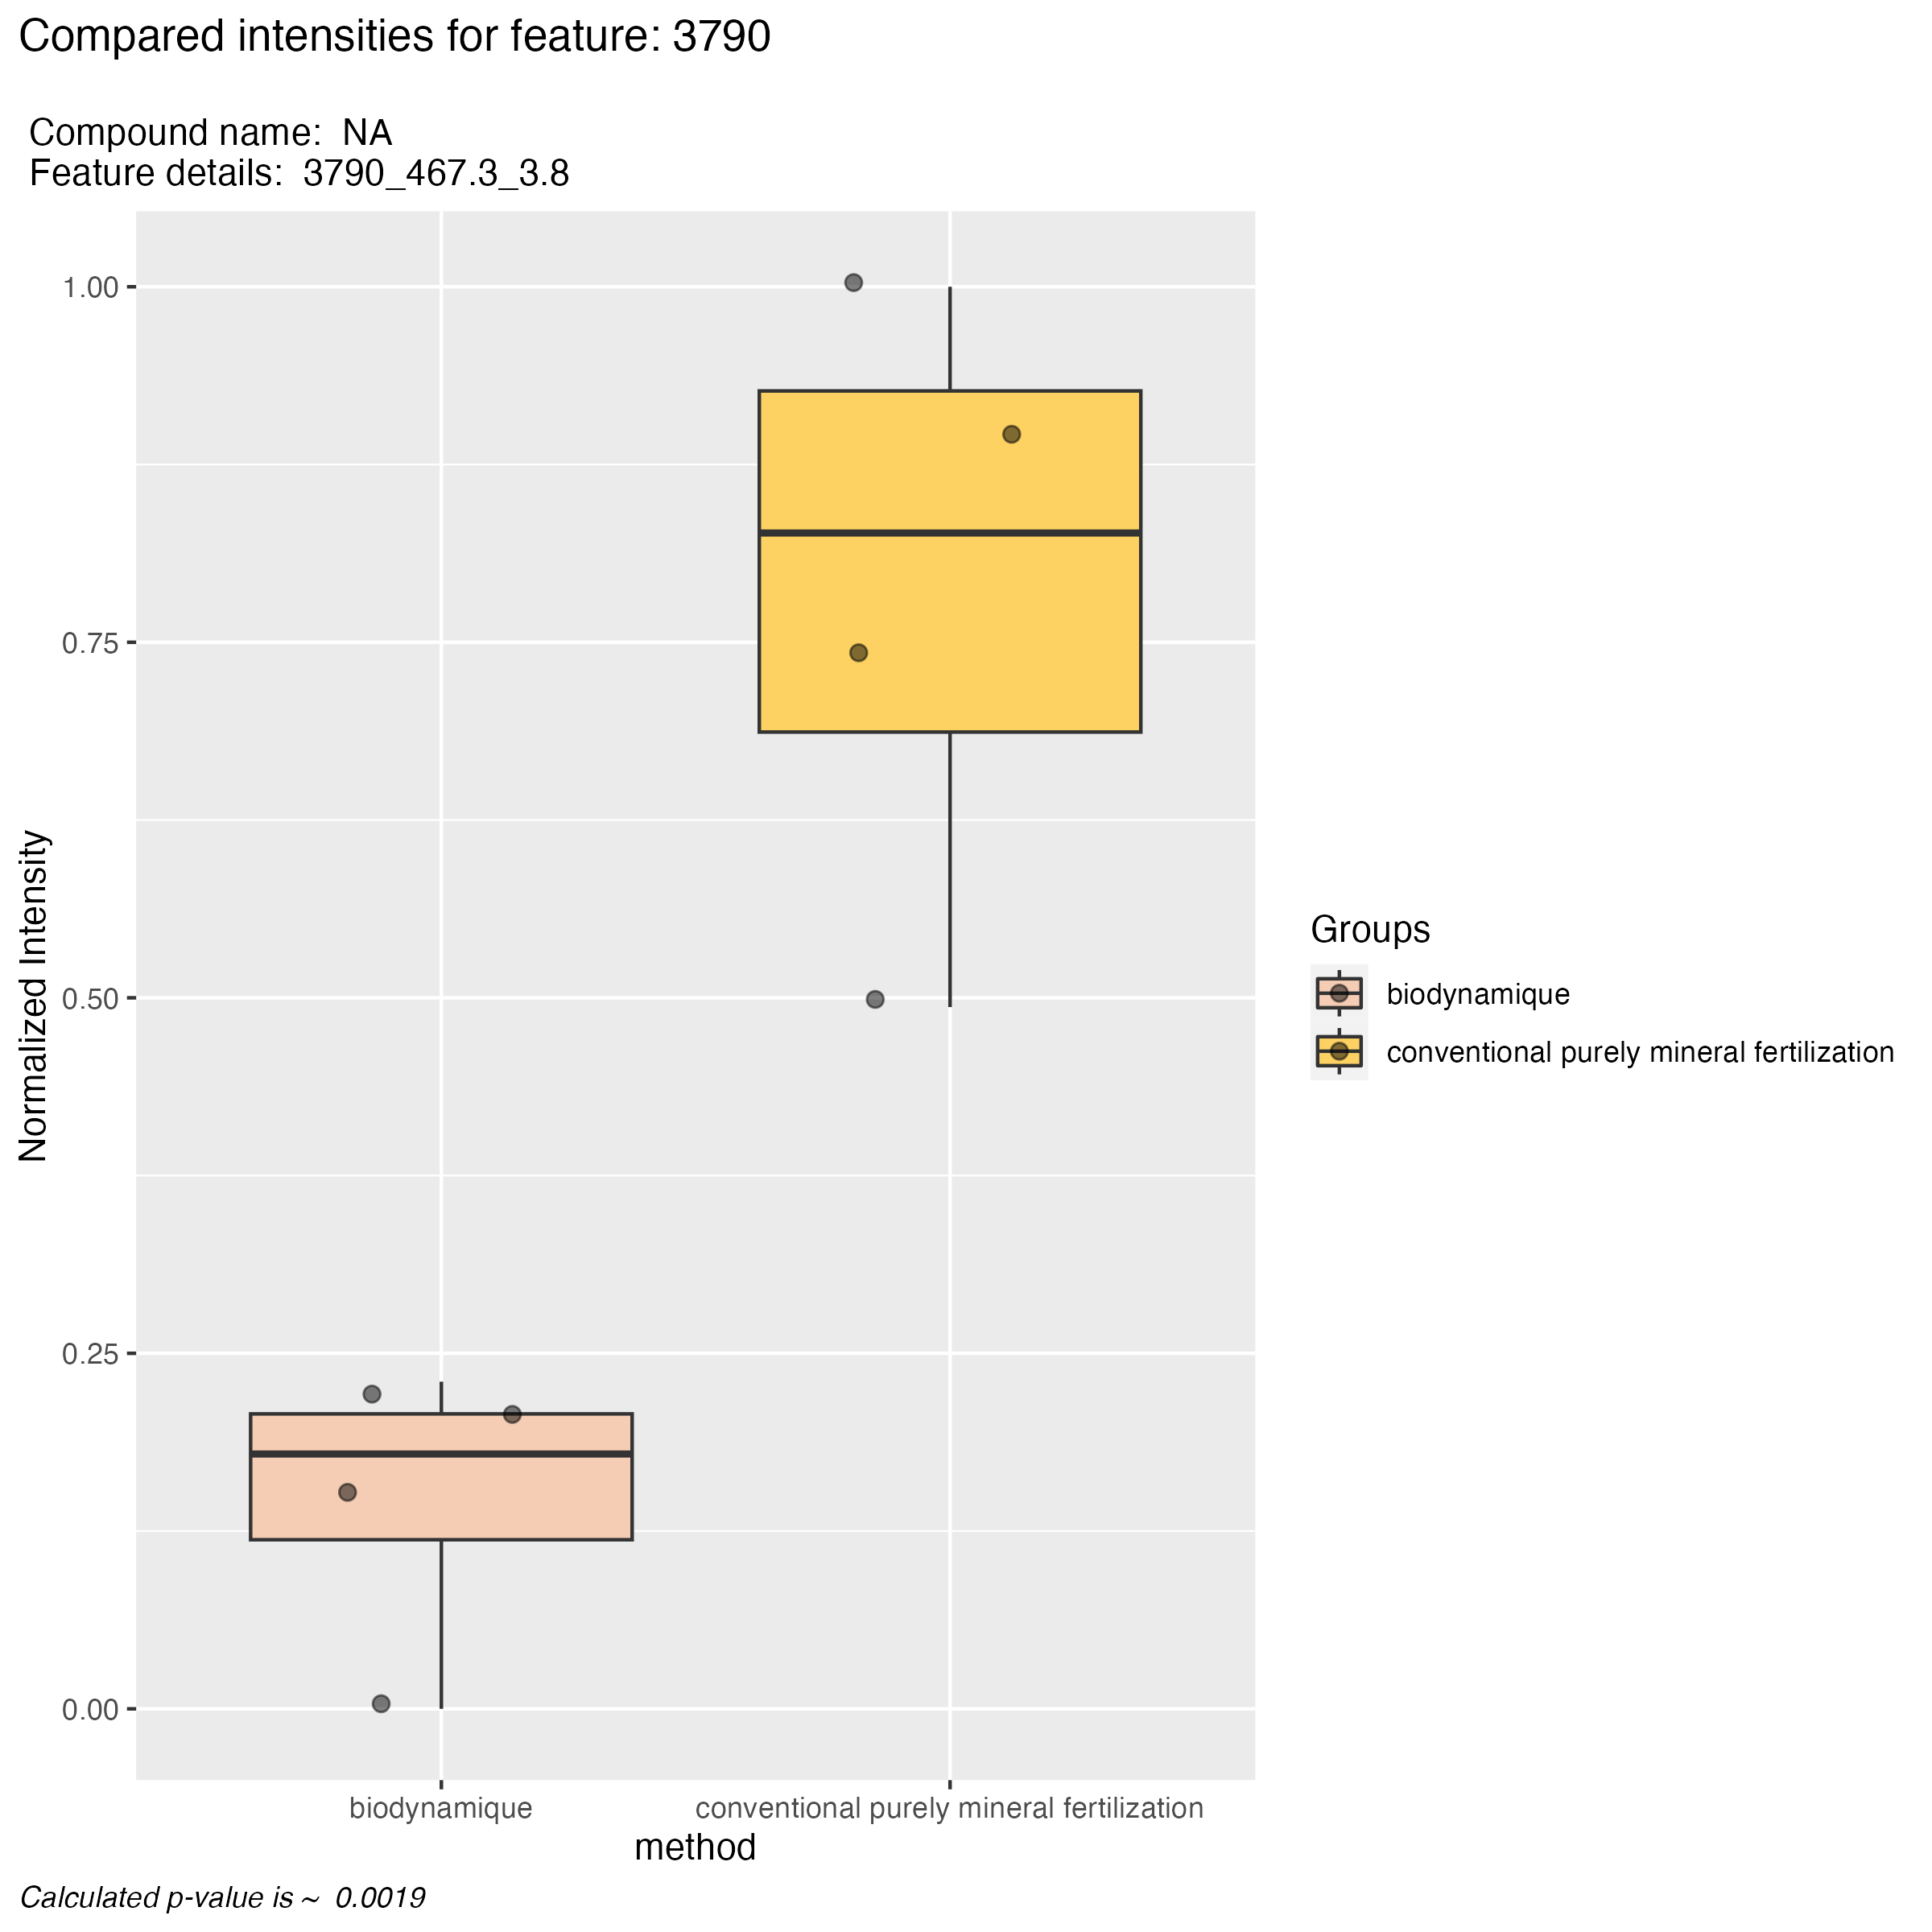 Compared intensities for feature: 3790
Compound name:  NA
Feature details:  3790_467.3_3.8
1.00
0.75
0.50
0.25
0.00
Normalized Intensity
biodynamique
conventional purely mineral fertilization
method
Groups
biodynamique
conventional purely mineral fertilization
Calculated p-value is ~  0.0019